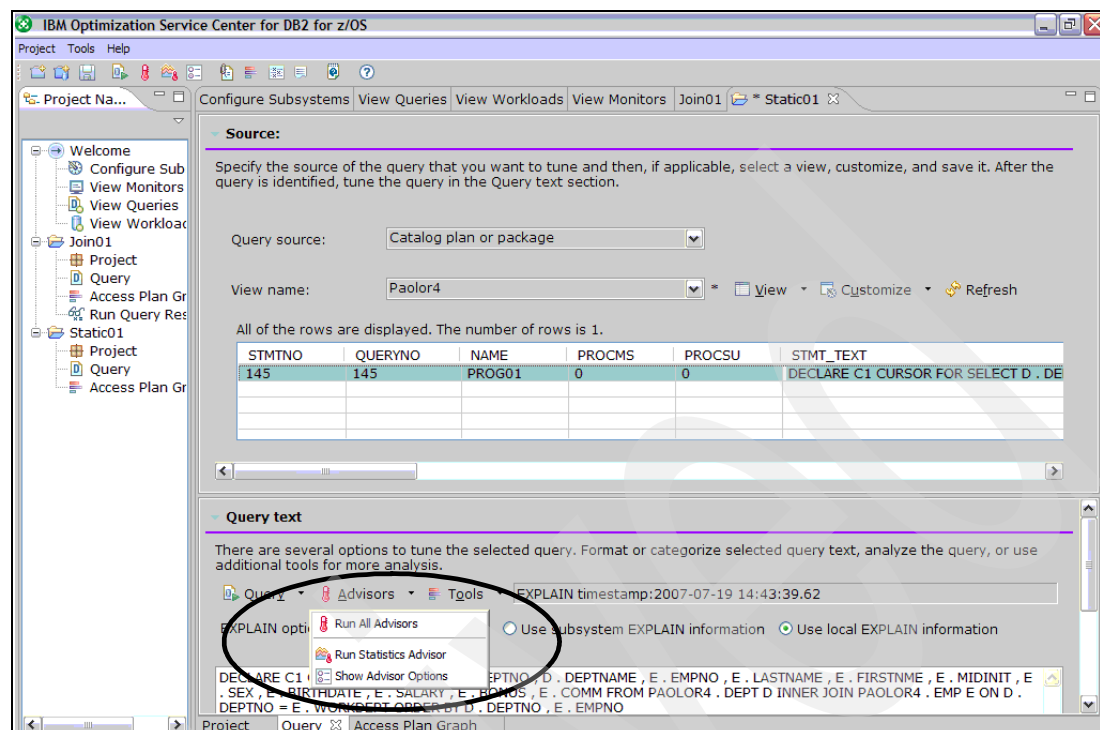 IBM Optimization Service Center for DB2 for z/OS
Project Tools Help
Project Na...
Configure Subsystems View Queries View Workloads View Monitors Join01 * Static01
Welcome
Configure Sub
View Monitors
View Queries
View Workload
Join01
Project
Query
Access Plan Gr
Run Query Res
Static01
Project
Query
Access Plan Gr
Source:
Specify the source of the query that you want to tune and then, if applicable, select a view, customize, and save it. After the
query is identified, tune the query in the Query text section.
Query source: Catalog plan or package
View name: Paolor4 * View Customize Refresh
All of the rows are displayed. The number of rows is 1.
STMTNO QUERYNO NAME PROCMS PROCSU STMT_TEXT
145 145 PROG01 0 0 DECLARE C1 CURSOR FOR SELECT D . DE
Query text
There are several options to tune the selected query. Format or categorize selected query text, analyze the query, or use
additional tools for more analysis.
Query Advisors Tools EXPLAIN timestamp:2007-07-19 14:43:39.62
EXPLAIN opti Use subsystem EXPLAIN information Use local EXPLAIN information
Run All Advisors
Run Statistics Advisor
Show Advisor Options
DECLARE C1 EPTNO , D . DEPTNAME , E . EMPNO , E . LASTNAME , E . FIRSTNME , E . MIDINIT , E
. SEX , E . BIRTHDATE , E . SALARY , E . BONUS , E . COMM FROM PAOLOR4 . DEPT D INNER JOIN PAOLOR4 . EMP E ON D .
DEPTNO = E . WORKDEPT ORDER BY D . DEPTNO , E . EMPNO
Project Query Access Plan Graph